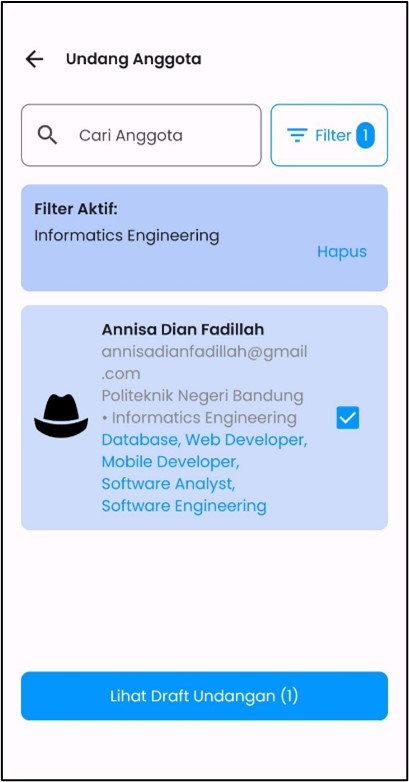 Undang Anggota
Cari Anggota
Filter 1
Filter Aktif:
Informatics Engineering
Hapus
Annisa Dian Fadillah
annisadianfadillah@gmail
.com
Politeknik Negeri Bandung
• Informatics Engineering
Database, Web Developer,
Mobile Developer,
Software Analyst,
Software Engineering
Lihat Draft Undangan (1)